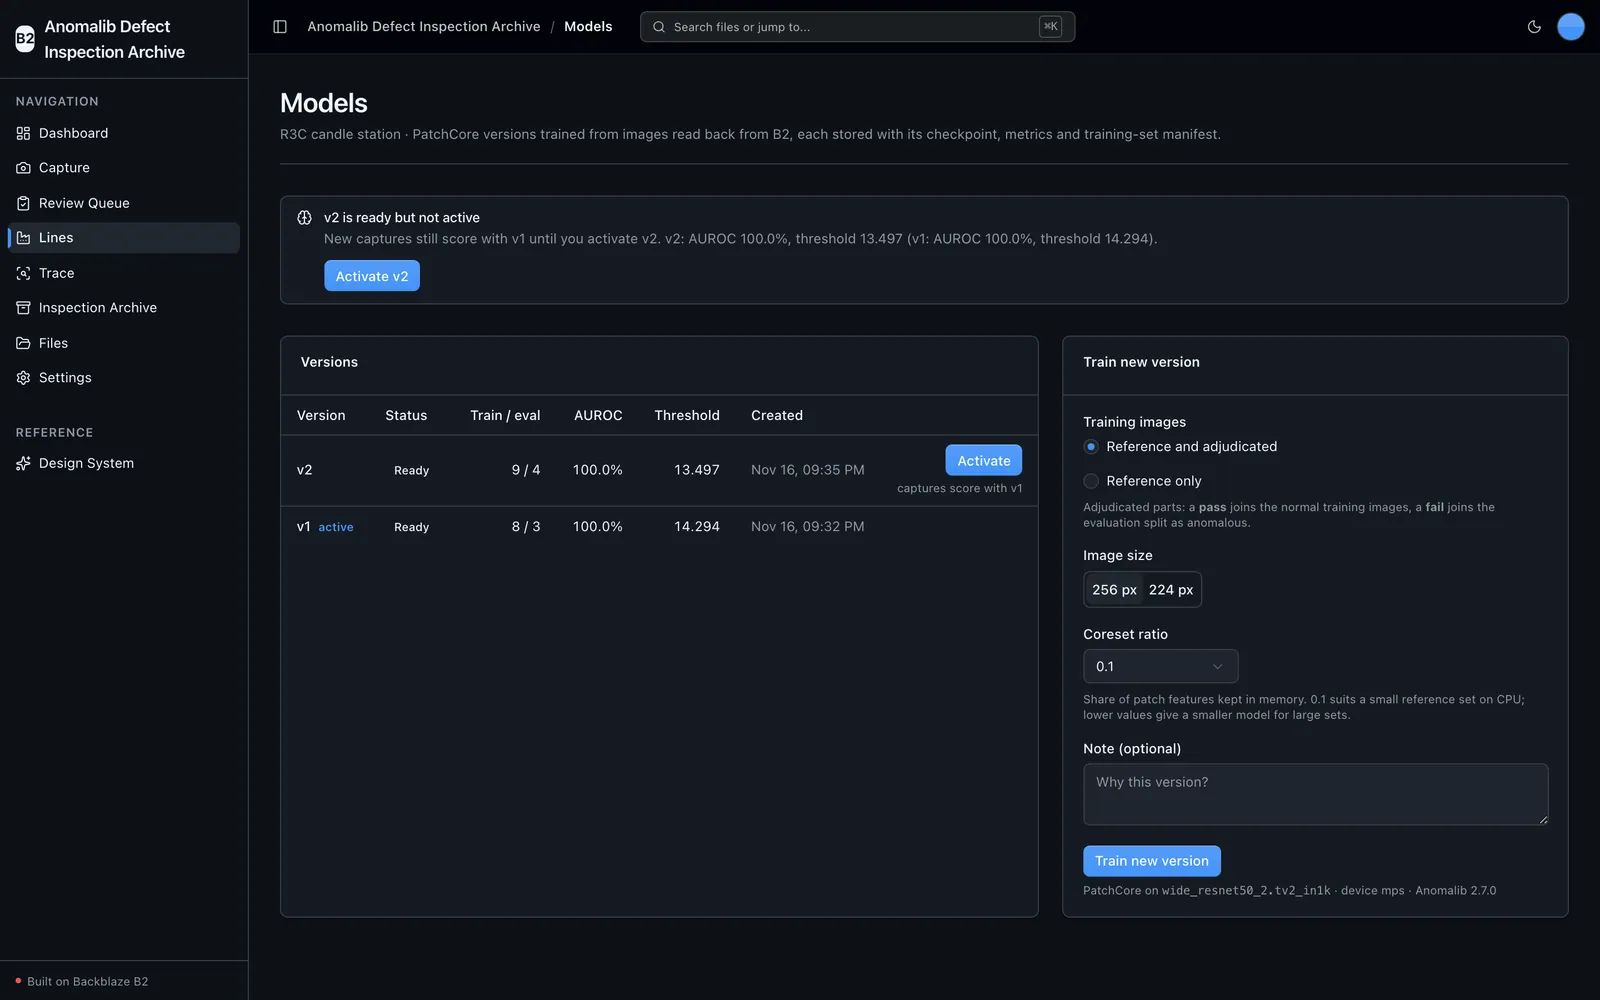 B2
Anomalib Defect
Inspection Archive
NAVIGATION
Dashboard
Capture
Review Queue
Lines
Trace
Inspection Archive
Files
Settings
REFERENCE
Design System
Built on Backblaze B2
Anomalib Defect Inspection Archive / Models
Search files or jump to...
⌘K
Models
R3C candle station · PatchCore versions trained from images read back from B2, each stored with its checkpoint, metrics and training-set manifest.
v2 is ready but not active
New captures still score with v1 until you activate v2. v2: AUROC 100.0%, threshold 13.497 (v1: AUROC 100.0%, threshold 14.294).
Activate v2
Versions
Version Status Train / eval AUROC Threshold Created
v2 Ready 9 / 4 100.0% 13.497 Nov 16, 09:35 PM Activate
captures score with v1
v1 active Ready 8 / 3 100.0% 14.294 Nov 16, 09:32 PM
Train new version
Training images
Reference and adjudicated
Reference only
Adjudicated parts: a pass joins the normal training images, a fail joins the
evaluation split as anomalous.
Image size
256 px 224 px
Coreset ratio
0.1
Share of patch features kept in memory. 0.1 suits a small reference set on CPU;
lower values give a smaller model for large sets.
Note (optional)
Why this version?
Train new version
PatchCore on wide_resnet50_2.tv2_in1k · device mps · Anomalib 2.7.0